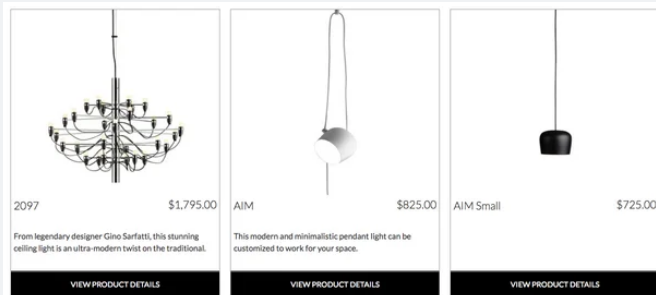 2097 $1,795.00
From legendary designer Gino Sarfatti, this stunning
ceiling light is an ultra-modern twist on the traditional.
VIEW PRODUCT DETAILS
AIM $825.00
This modern and minimalistic pendant light can be
customized to work for your space.
VIEW PRODUCT DETAILS
AIM Small $725.00
VIEW PRODUCT DETAILS